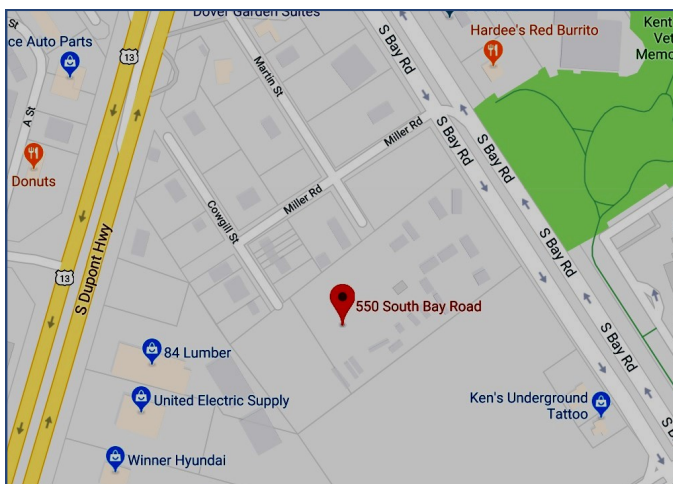 St
ce Auto Parts
13
A St
Donuts
Dover Garden Suites
Martin St
S Bay Rd
Hardee's Red Burrito
Kent
Vet
Memo
Miller Rd
S Bay Rd
S Bay Rd
Miller Rd
Cowgill St
S Bay Rd
S Dupont Hwy
13
550 South Bay Road
84 Lumber
S Bay Rd
United Electric Supply
Ken's Underground
Tattoo
S B
Winner Hyundai